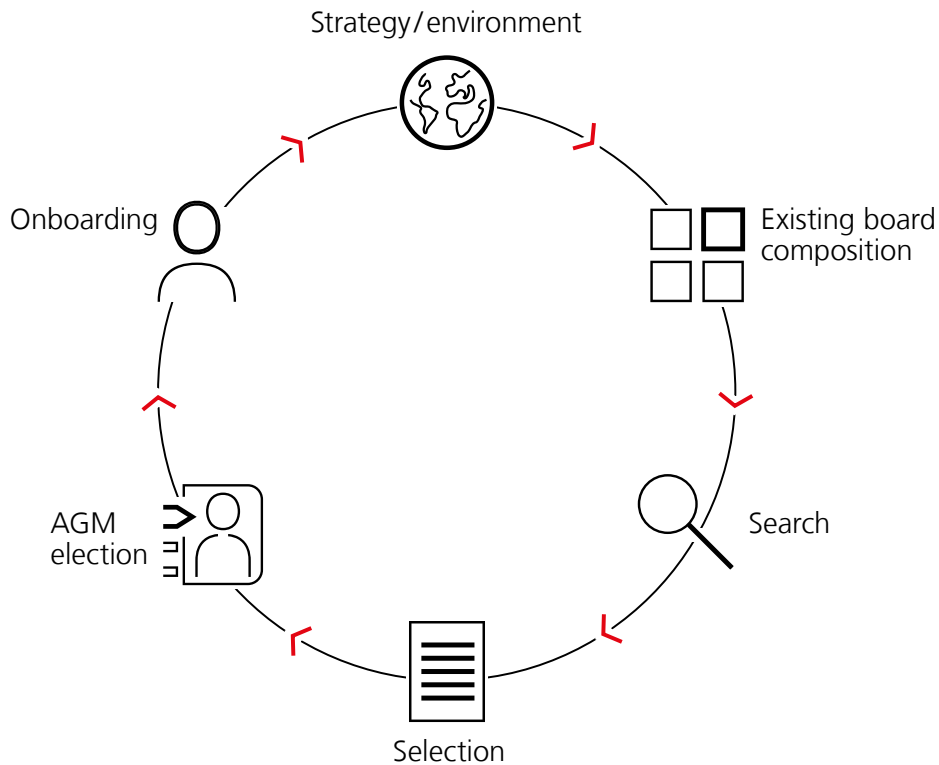 Strategy/environment
Existing board
composition
Search
Selection
AGM
election
Onboarding